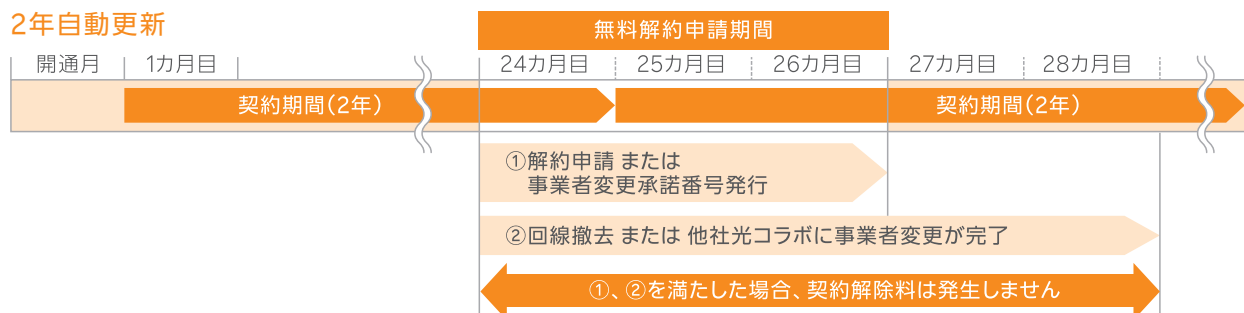 2年自動更新
無料解約申請期間
開通月
1カ月目
24カ月目
25カ月目
26カ月目
27カ月目
28カ月目
契約期間(2年)
契約期間(2年)
①解約申請 または
事業者変更承諾番号発行
②回線撤去 または 他社光コラボに事業者変更が完了
①、②を満たした場合、契約解除料は発生しません